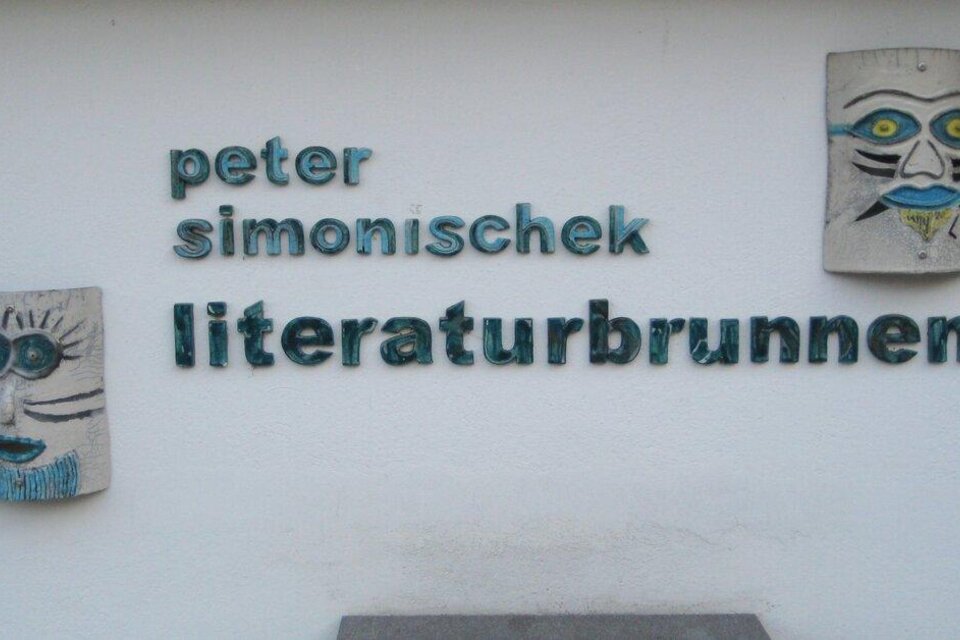 peter
simonischek
literaturbrunnen